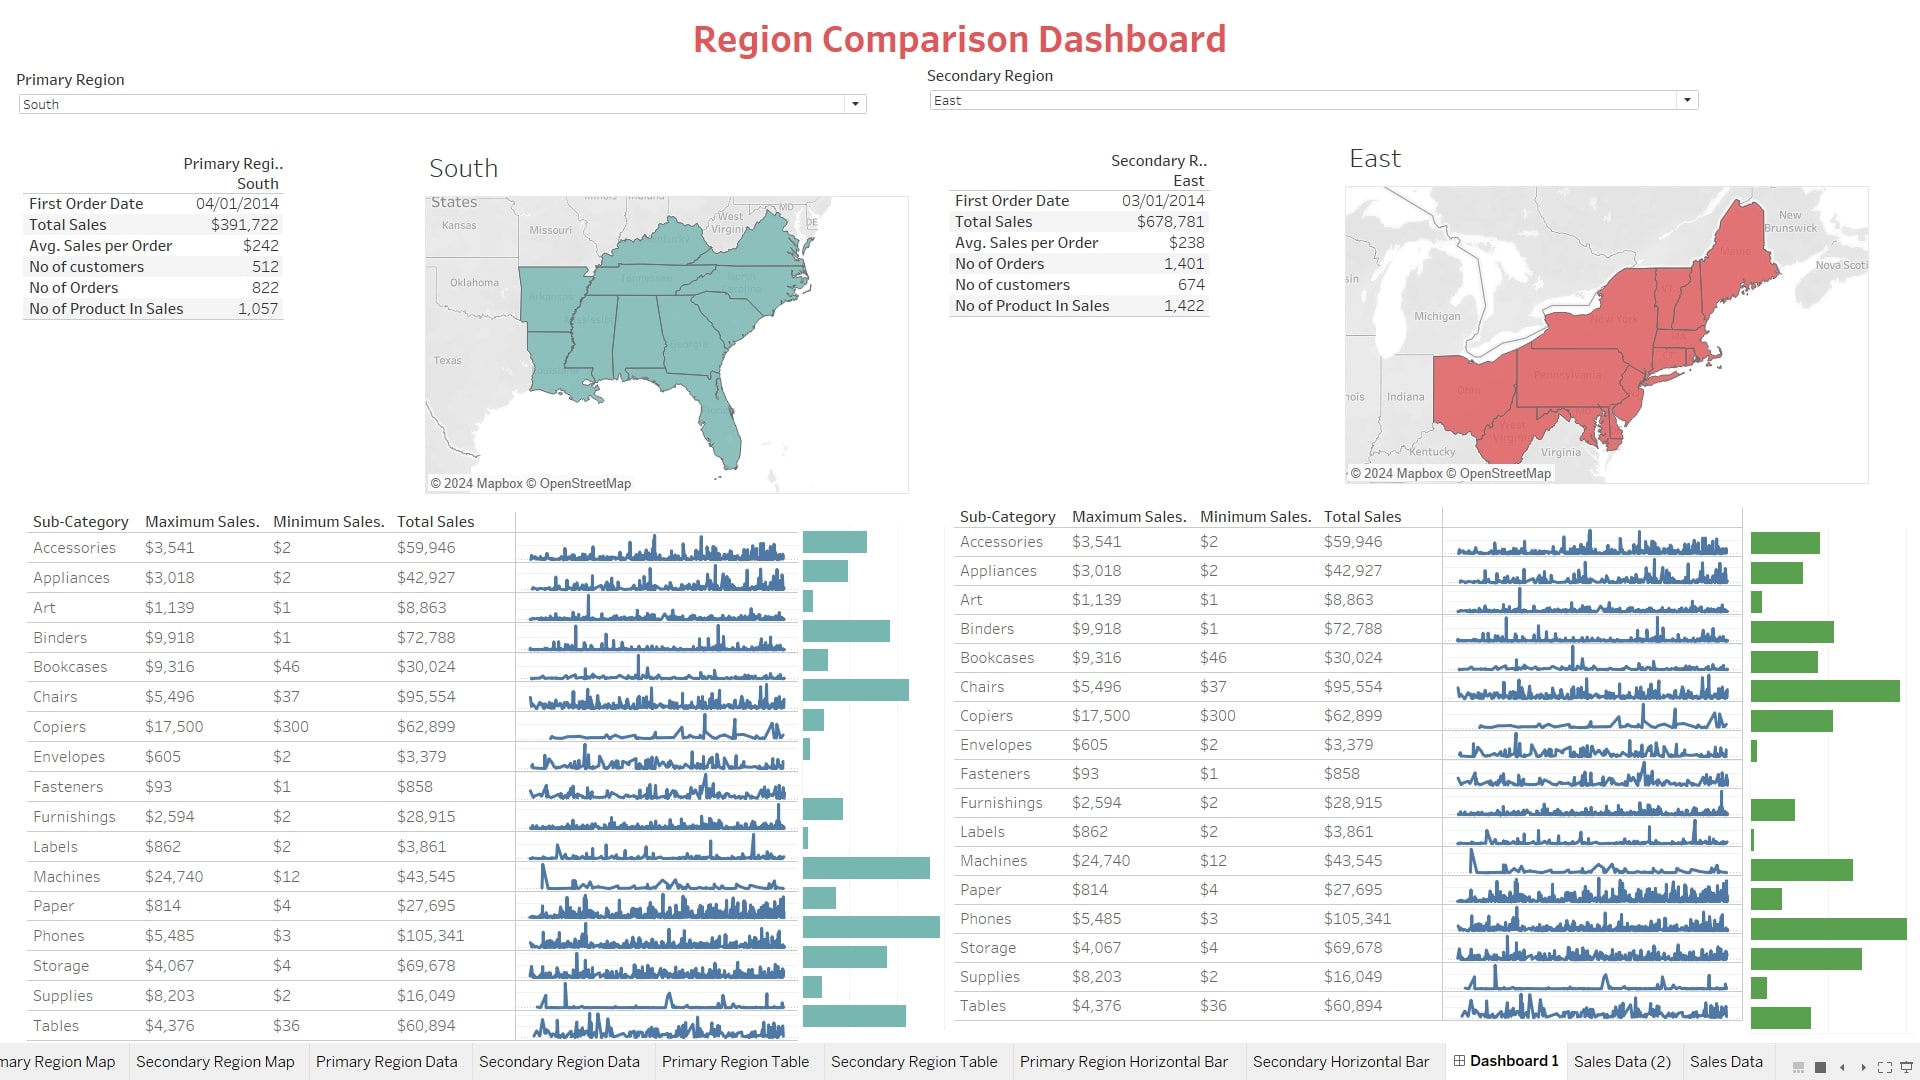 Region Comparison Dashboard
Primary Region
South
Secondary Region
East
Primary Regi..
South
First Order Date 04/01/2014
Total Sales $391,722
Avg. Sales per Order $242
No of customers 512
No of Orders 822
No of Product In Sales 1,057
South
States
Kansas
Missouri
West
Virginia
MD
DE
Kentucky
Oklahoma
Tennessee
North
Carolina
Arkansas
Mississippi
Georgia
Texas
Louisiana
Florida
© 2024 Mapbox © OpenStreetMap
Secondary R..
East
First Order Date 03/01/2014
Total Sales $678,781
Avg. Sales per Order $238
No of Orders 1,401
No of customers 674
No of Product In Sales 1,422
East
New
Brunswick
Maine
Nova Scoti
sin
VT
Michigan
New York
MA
CT
Pennsylvania
Ohio
nois
Indiana
MD
West
Virginia
Kentucky
Virginia
© 2024 Mapbox © OpenStreetMap
Sub-Category Maximum Sales. Minimum Sales. Total Sales
Accessories $3,541 $2 $59,946
Appliances $3,018 $2 $42,927
Art $1,139 $1 $8,863
Binders $9,918 $1 $72,788
Bookcases $9,316 $46 $30,024
Chairs $5,496 $37 $95,554
Copiers $17,500 $300 $62,899
Envelopes $605 $2 $3,379
Fasteners $93 $1 $858
Furnishings $2,594 $2 $28,915
Labels $862 $2 $3,861
Machines $24,740 $12 $43,545
Paper $814 $4 $27,695
Phones $5,485 $3 $105,341
Storage $4,067 $4 $69,678
Supplies $8,203 $2 $16,049
Tables $4,376 $36 $60,894
Sub-Category Maximum Sales. Minimum Sales. Total Sales
Accessories $3,541 $2 $59,946
Appliances $3,018 $2 $42,927
Art $1,139 $1 $8,863
Binders $9,918 $1 $72,788
Bookcases $9,316 $46 $30,024
Chairs $5,496 $37 $95,554
Copiers $17,500 $300 $62,899
Envelopes $605 $2 $3,379
Fasteners $93 $1 $858
Furnishings $2,594 $2 $28,915
Labels $862 $2 $3,861
Machines $24,740 $12 $43,545
Paper $814 $4 $27,695
Phones $5,485 $3 $105,341
Storage $4,067 $4 $69,678
Supplies $8,203 $2 $16,049
Tables $4,376 $36 $60,894
mary Region Map Secondary Region Map Primary Region Data Secondary Region Data Primary Region Table Secondary Region Table Primary Region Horizontal Bar Secondary Horizontal Bar Dashboard 1 Sales Data (2) Sales Data